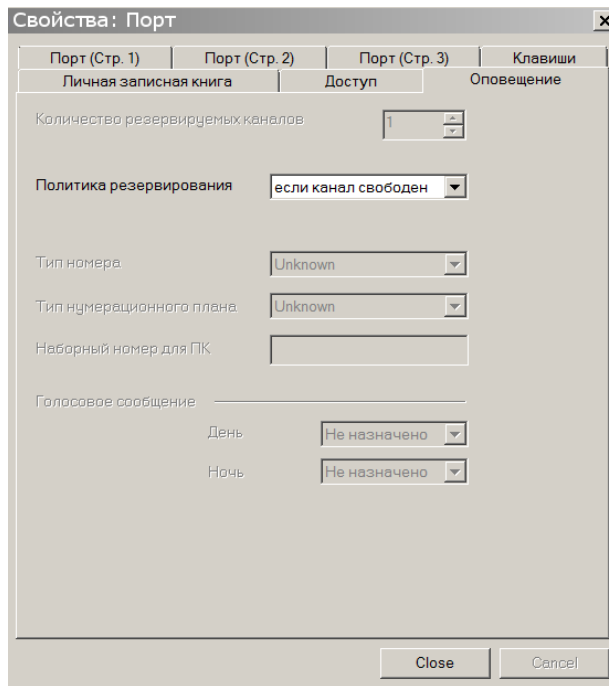 Свойства: Порт
Порт (Стр. 1) Порт (Стр. 2) Порт (Стр. 3) Клавиши
Личная записная книга Доступ Оповещение
Количество резервируемых каналов 1
Политика резервирования если канал свободен
Тип номера Unknown
Тип нумерационного плана Unknown
Наборный номер для ПК
Голосовое сообщение
День Не назначено
Ночь Не назначено
Close Cancel